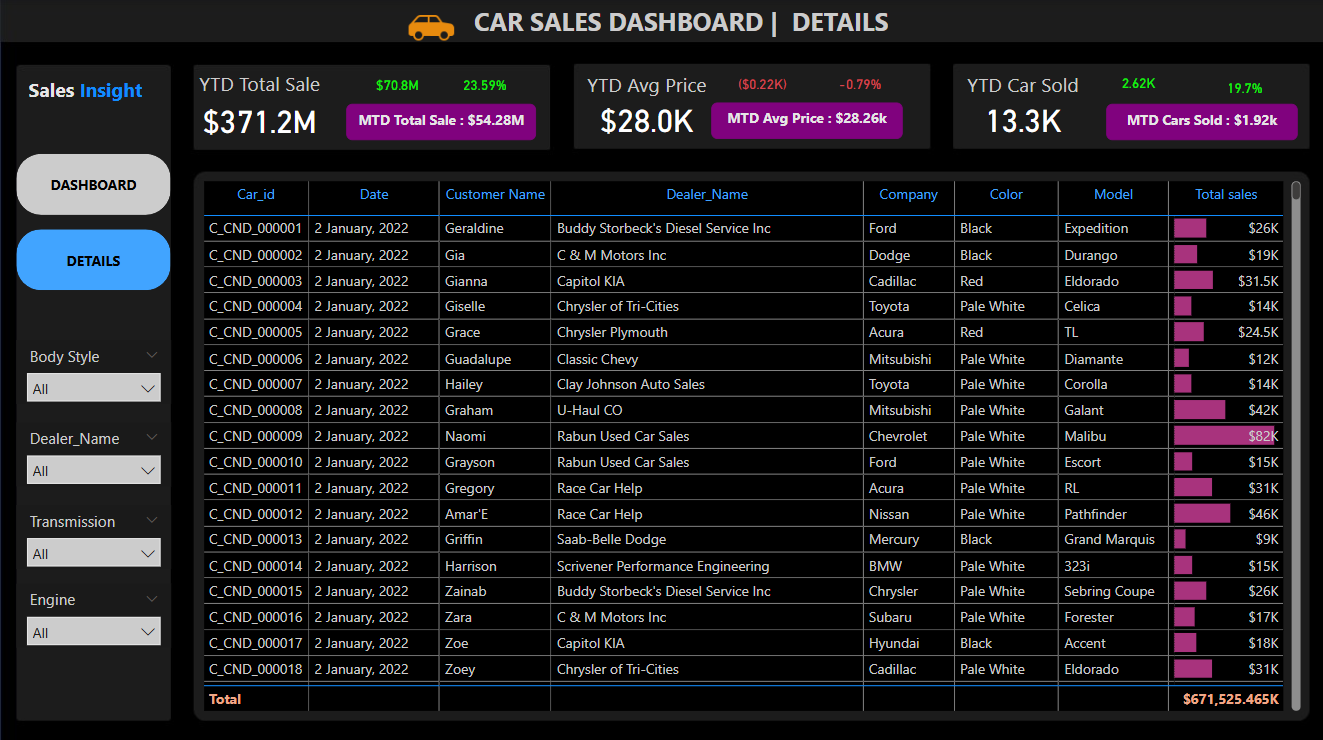 CAR SALES DASHBOARD | DETAILS
Sales Insight
DASHBOARD
DETAILS
Body Style
All
Dealer_Name
All
Transmission
All
Engine
All
YTD Total Sale $70.8M 23.59%
$371.2M MTD Total Sale : $54.28M
YTD Avg Price ($0.22K) -0.79%
$28.0K MTD Avg Price : $28.26k
YTD Car Sold 2.62K 19.7%
13.3K MTD Cars Sold : $1.92k
Car_id Date Customer Name Dealer_Name Company Color Model Total sales
C_CND_000001 2 January, 2022 Geraldine Buddy Storbeck's Diesel Service Inc Ford Black Expedition $26K
C_CND_000002 2 January, 2022 Gia C & M Motors Inc Dodge Black Durango $19K
C_CND_000003 2 January, 2022 Gianna Capitol KIA Cadillac Red Eldorado $31.5K
C_CND_000004 2 January, 2022 Giselle Chrysler of Tri-Cities Toyota Pale White Celica $14K
C_CND_000005 2 January, 2022 Grace Chrysler Plymouth Acura Red TL $24.5K
C_CND_000006 2 January, 2022 Guadalupe Classic Chevy Mitsubishi Pale White Diamante $12K
C_CND_000007 2 January, 2022 Hailey Clay Johnson Auto Sales Toyota Pale White Corolla $14K
C_CND_000008 2 January, 2022 Graham U-Haul CO Mitsubishi Pale White Galant $42K
C_CND_000009 2 January, 2022 Naomi Rabun Used Car Sales Chevrolet Pale White Malibu $82K
C_CND_000010 2 January, 2022 Grayson Rabun Used Car Sales Ford Pale White Escort $15K
C_CND_000011 2 January, 2022 Gregory Race Car Help Acura Pale White RL $31K
C_CND_000012 2 January, 2022 Amar'E Race Car Help Nissan Pale White Pathfinder $46K
C_CND_000013 2 January, 2022 Griffin Saab-Belle Dodge Mercury Black Grand Marquis $9K
C_CND_000014 2 January, 2022 Harrison Scrivener Performance Engineering BMW Pale White 323i $15K
C_CND_000015 2 January, 2022 Zainab Buddy Storbeck's Diesel Service Inc Chrysler Pale White Sebring Coupe $26K
C_CND_000016 2 January, 2022 Zara C & M Motors Inc Subaru Pale White Forester $17K
C_CND_000017 2 January, 2022 Zoe Capitol KIA Hyundai Black Accent $18K
C_CND_000018 2 January, 2022 Zoey Chrysler of Tri-Cities Cadillac Pale White Eldorado $31K
Total $671,525.465K